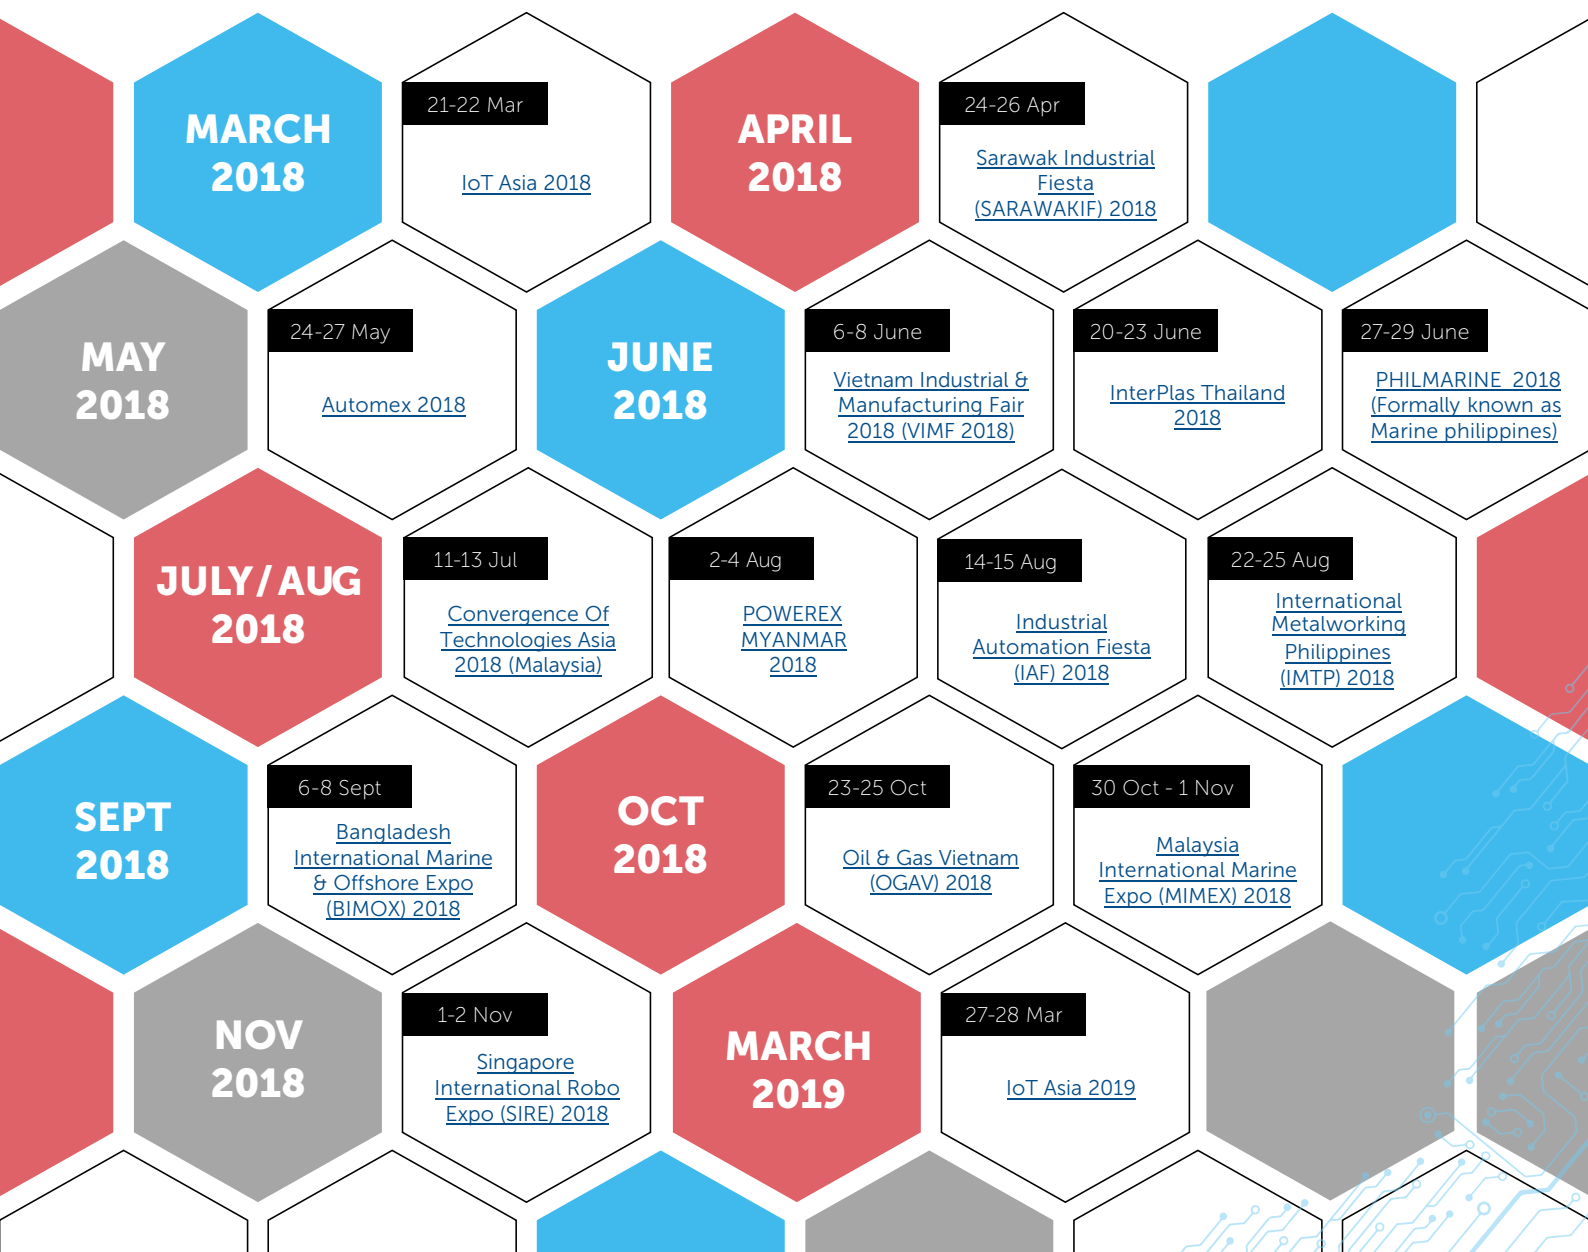 MARCH
2018
21-22 Mar
IoT Asia 2018
APRIL
2018
24-26 Apr
Sarawak Industrial
Fiesta
(SARAWAKIF) 2018
MAY
2018
24-27 May
Automex 2018
JUNE
2018
6-8 June
Vietnam Industrial &
Manufacturing Fair
2018 (VIMF 2018)
20-23 June
InterPlas Thailand
2018
27-29 June
PHILMARINE 2018
(Formally known as
Marine philippines)
JULY/AUG
2018
11-13 Jul
Convergence Of
Technologies Asia
2018 (Malaysia)
2-4 Aug
POWEREX
MYANMAR
2018
14-15 Aug
Industrial
Automation Fiesta
(IAF) 2018
22-25 Aug
International
Metalworking
Philippines
(IMTP) 2018
SEPT
2018
6-8 Sept
Bangladesh
International Marine
& Offshore Expo
(BIMOX) 2018
OCT
2018
23-25 Oct
Oil & Gas Vietnam
(OGAV) 2018
30 Oct - 1 Nov
Malaysia
International Marine
Expo (MIMEX) 2018
NOV
2018
1-2 Nov
Singapore
International Robo
Expo (SIRE) 2018
MARCH
2019
27-28 Mar
IoT Asia 2019